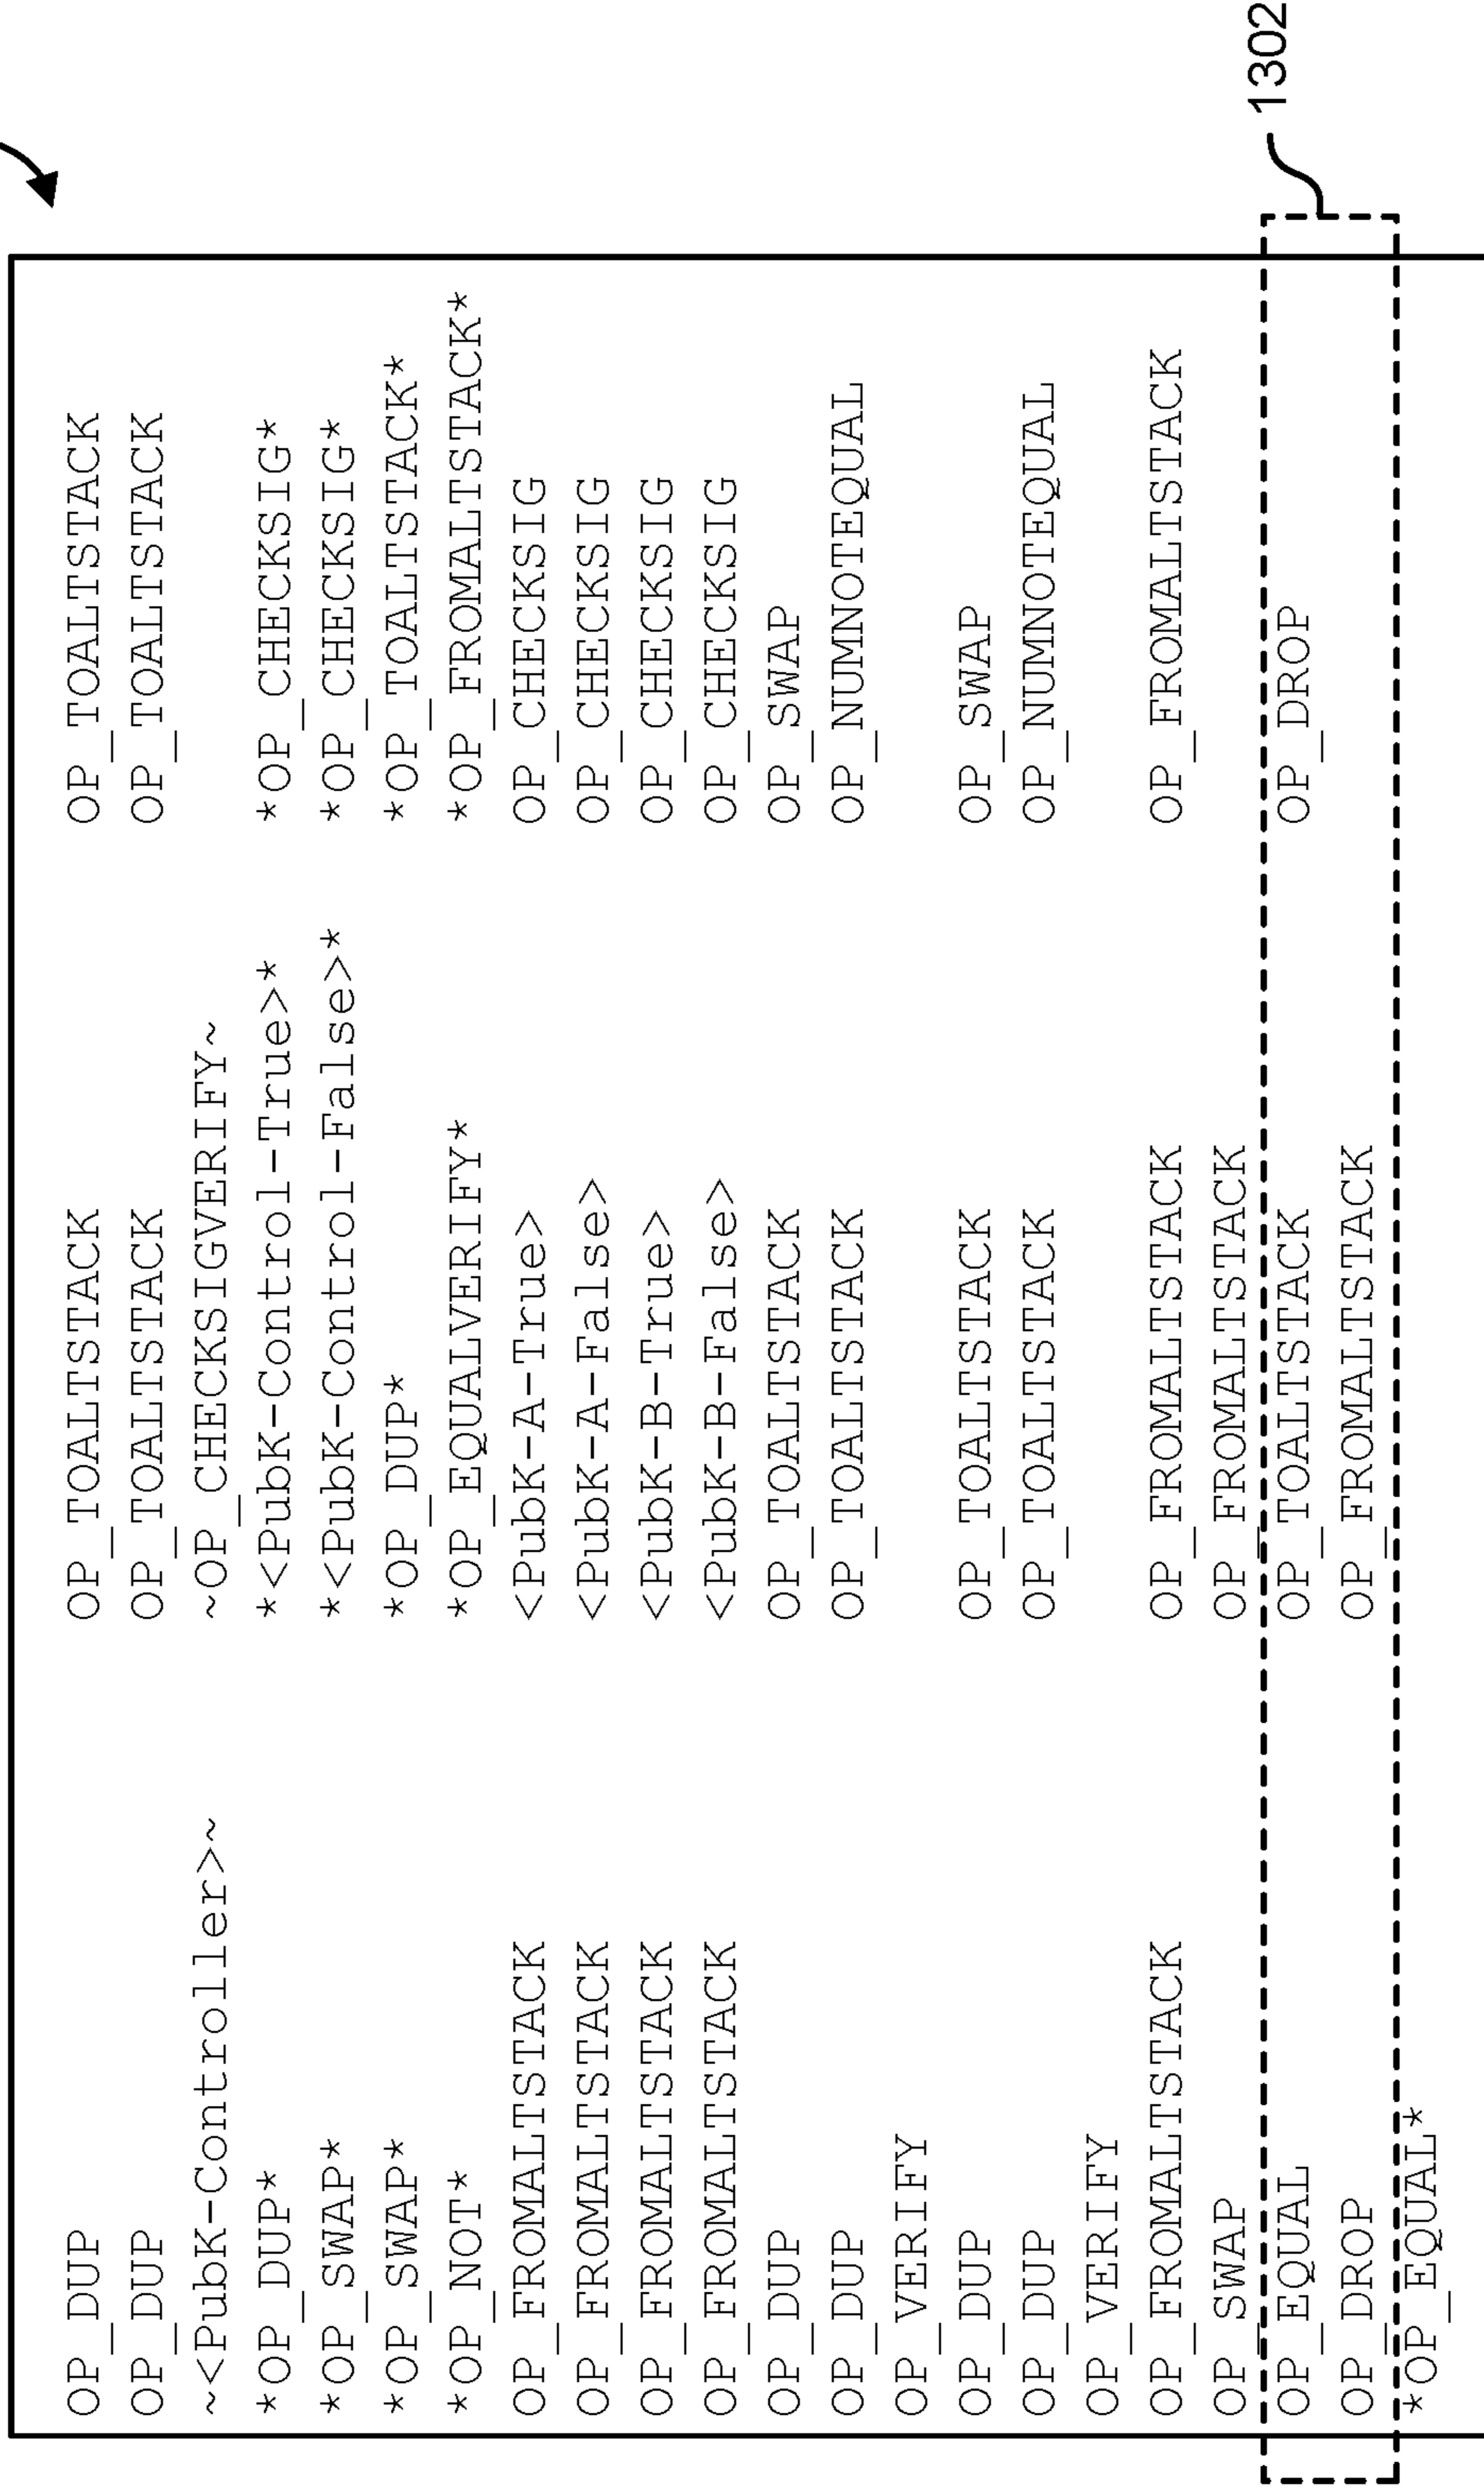 OP_DUP OP_TOALTSTACK OP_TOALTSTACK
OP_DUP OP_TOALTSTACK OP_TOALTSTACK
~<PubK-Controller>~ ~OP_CHECKSIGVERIFY~
*OP_DUP* *<PubK-Control-True>* *OP_CHECKSIG*
*OP_SWAP* *<PubK-Control-False>* *OP_CHECKSIG*
*OP_SWAP* *OP_DUP* *OP_TOALTSTACK*
*OP_NOT* *OP_EQUALVERIFY* *OP_FROMALTSTACK*
OP_FROMALTSTACK <PubK-A-True> OP_CHECKSIG
OP_FROMALTSTACK <PubK-A-False> OP_CHECKSIG
OP_FROMALTSTACK <PubK-B-True> OP_CHECKSIG
OP_FROMALTSTACK <PubK-B-False> OP_CHECKSIG
OP_DUP OP_TOALTSTACK OP_SWAP
OP_DUP OP_TOALTSTACK OP_NUMNOTEQUAL
OP_VERIFY
OP_DUP OP_TOALTSTACK OP_SWAP
OP_DUP OP_TOALTSTACK OP_NUMNOTEQUAL
OP_VERIFY
OP_FROMALTSTACK OP_FROMALTSTACK OP_FROMALTSTACK
OP_SWAP OP_FROMALTSTACK
OP_EQUAL OP_TOALTSTACK OP_DROP
OP_DROP OP_FROMALTSTACK
*OP_EQUAL*
1302